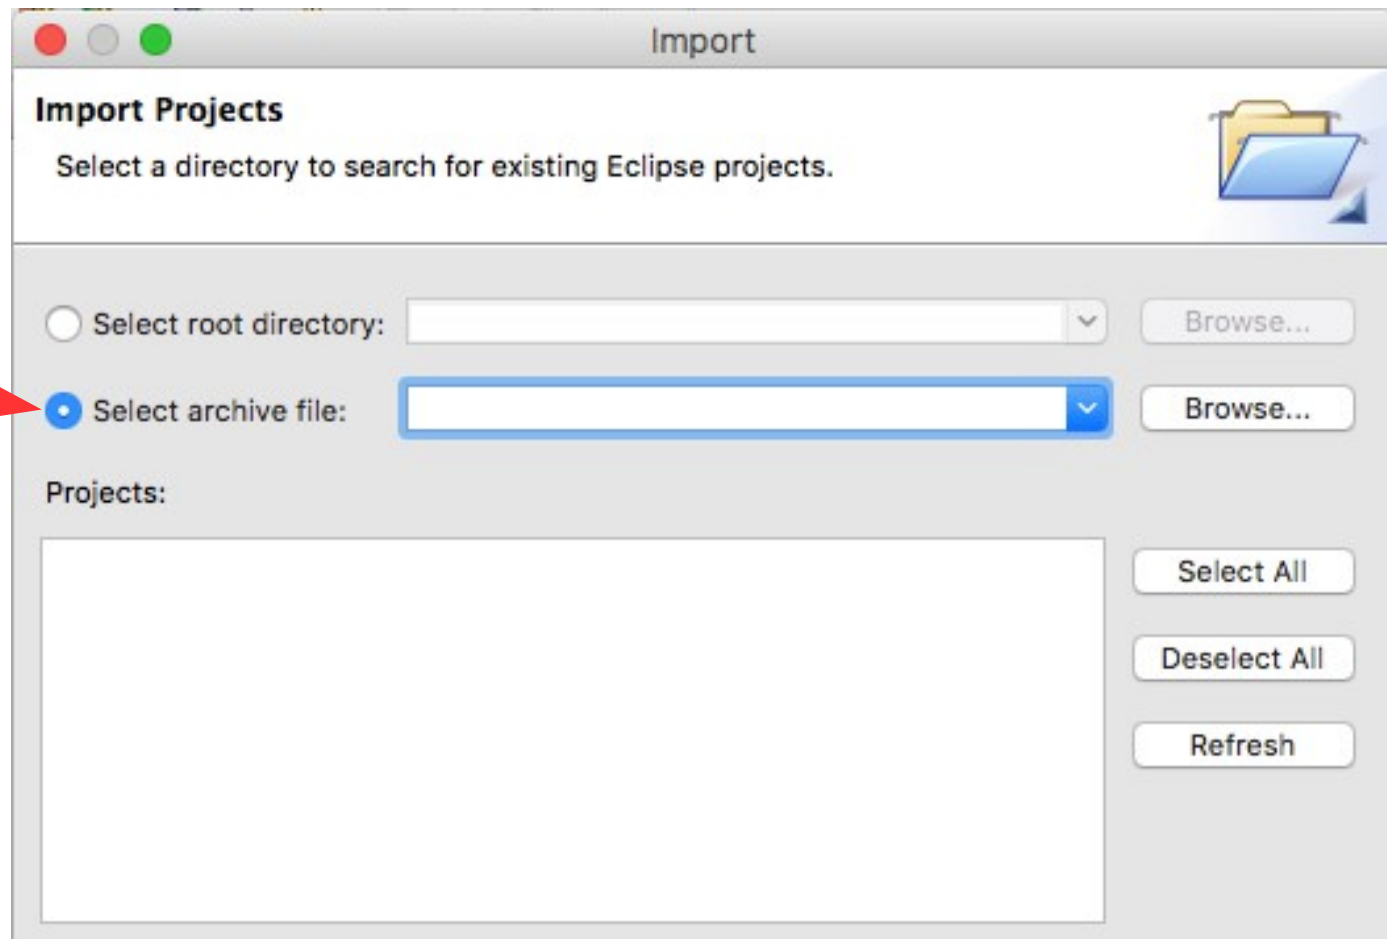 Import
Import Projects
Select a directory to search for existing Eclipse projects.
Select root directory:
Browse...
Select archive file:
Browse...
Projects:
Select All
Deselect All
Refresh